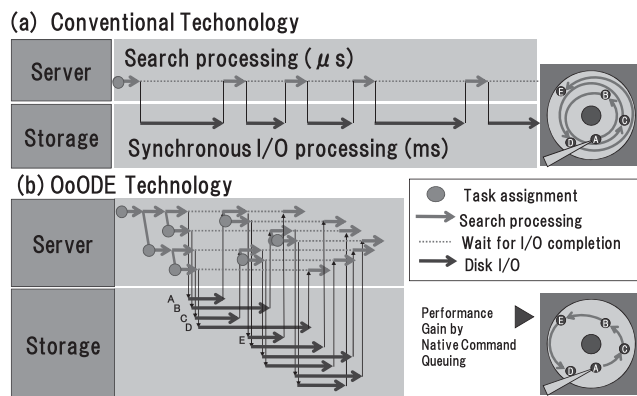 (a) Conventional Techonology
Server
Search processing (μs)
Storage
Synchronous I/O processing (ms)
E
B
C
D
A
(b) OoODE Technology
Server
Storage
A
B
C
D
E
Task assignment
Search processing
Wait for I/O completion
Disk I/O
Performance
Gain by
Native Command
Queuing
E
B
C
D
A